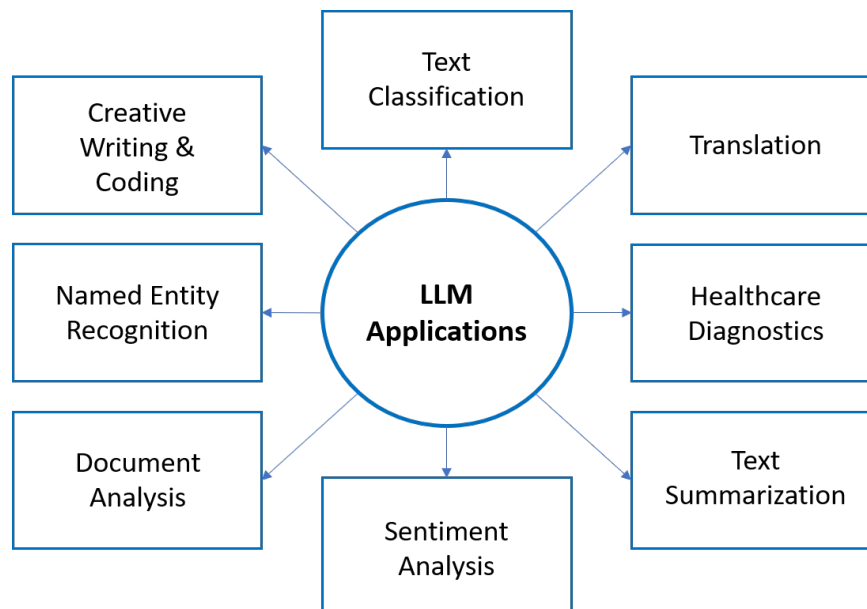 Text
Classification
Creative
Writing &
Coding
Translation
Named Entity
Recognition
LLM
Applications
Healthcare
Diagnostics
Document
Analysis
Text
Summarization
Sentiment
Analysis